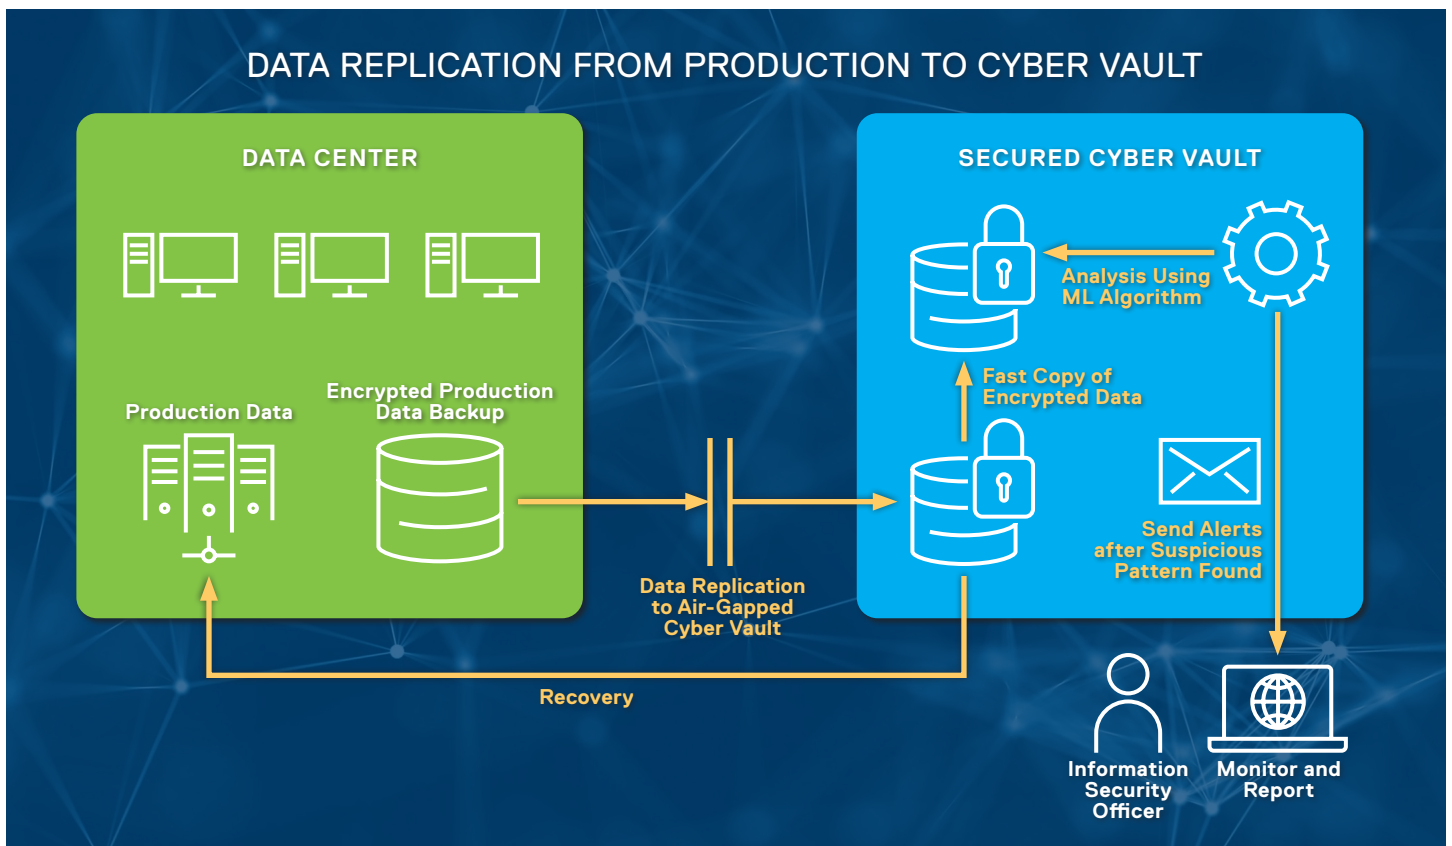 DATA REPLICATION FROM PRODUCTION TO CYBER VAULT
DATA CENTER
Production Data
Encrypted Production
Data Backup
Data Replication
to Air-Gapped
Cyber Vault
Recovery
SECURED CYBER VAULT
Analysis Using
ML Algorithm
Fast Copy of
Encrypted Data
Send Alerts
after Suspicious
Pattern Found
Information
Security
Officer
Monitor and
Report